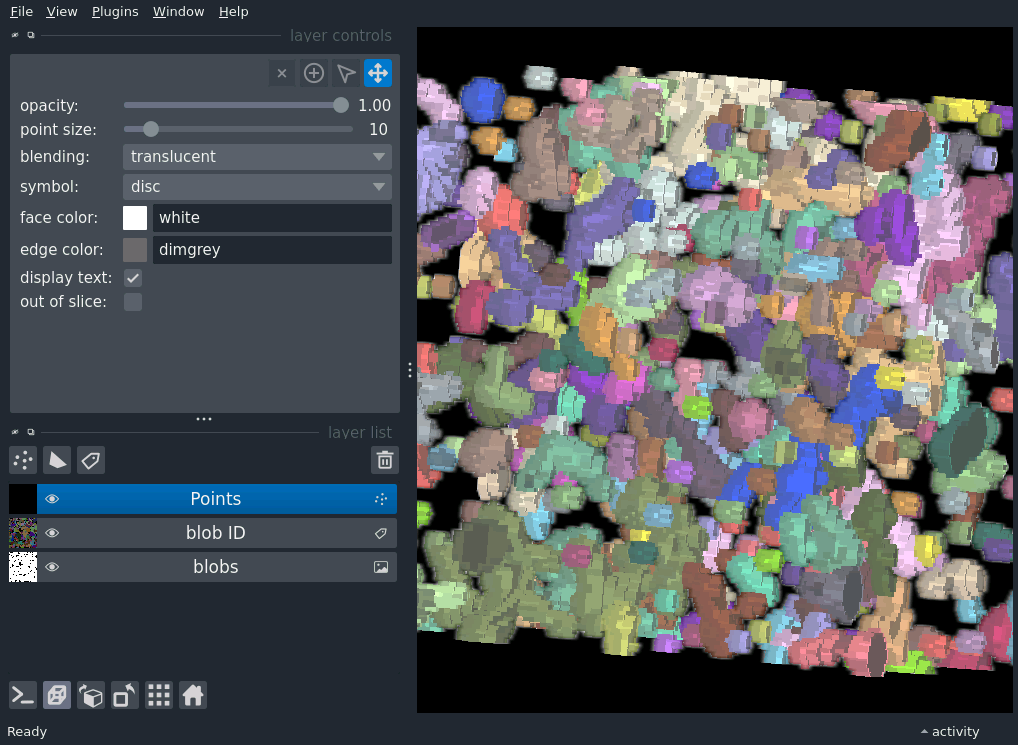 File View Plugins Window Help
layer controls
opacity: 1.00
point size: 10
blending: translucent
symbol: disc
face color: white
edge color: dimgrey
display text:
out of slice:
layer list
Points
blob ID
blobs
Ready
activity